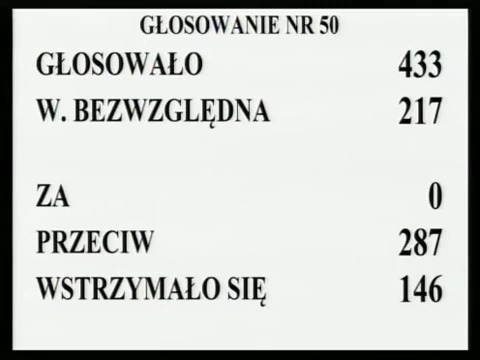 GŁOSOWANIE NR 50
GŁOSOWAŁO 433
W. BEZWZGLĘDNA 217
ZA 0
PRZECIW 287
WSTRZYMAŁO SIĘ 146